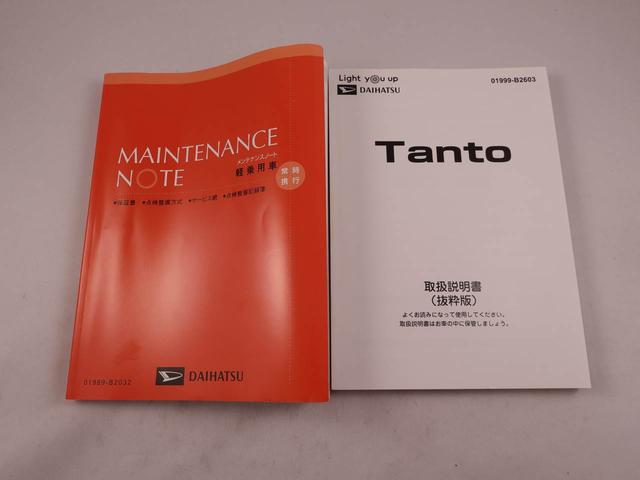 MAINTENANCE
NOTE
メンテナンスノート
軽乗用車
常時
携行
●保証書 ●点検整備方式 ●サービス網 ●点検整備記録簿
01989-B2032
DAIHATSU
Light you up
DAIHATSU
01999-B2603
Tanto
取扱説明書
(抜粋版)
よくお読みになって使用してください。
取扱説明書はお車の中に保管しましょう。